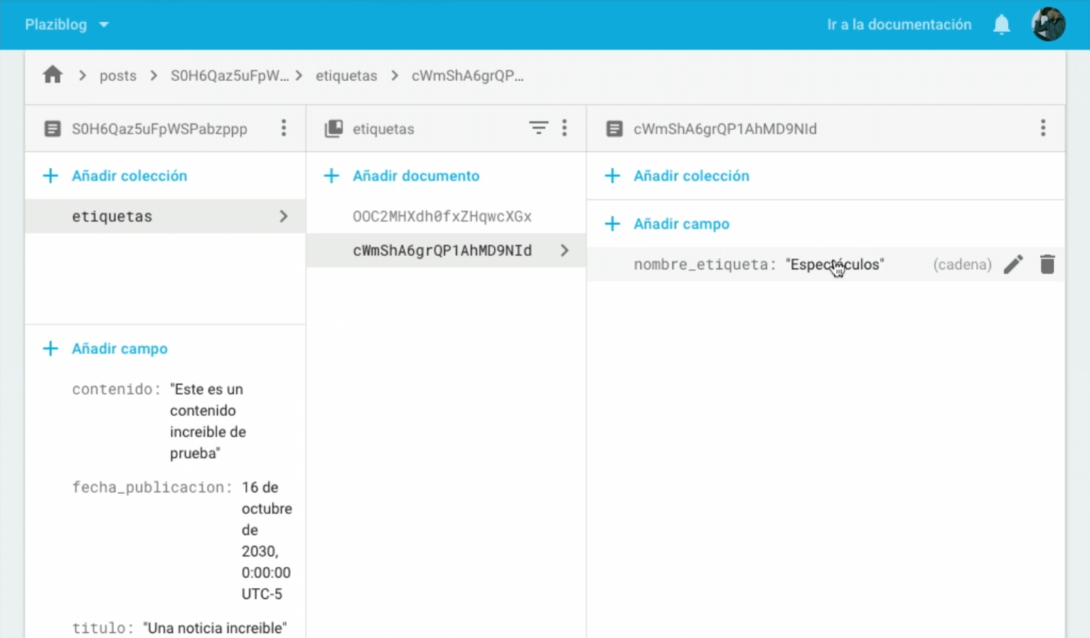 Plaziblog
Ir a la documentación
posts
S0H6Qaz5uFpW…
etiquetas
cWmShA6grQP…
S0H6Qaz5uFpWSPabzppp
etiquetas
cWmShA6grQP1AhMD9NId
Añadir colección
Añadir documento
Añadir colección
etiquetas
OOC2MHXdh0fxZHqwcXGx
Añadir campo
cWmShA6grQP1AhMD9NId
nombre_etiqueta: "Espectáculos" (cadena)
Añadir campo
contenido: "Este es un
contenido
increible de
prueba"
fecha_publicacion: 16 de
octubre
de
2030,
0:00:00
UTC-5
titulo: "Una noticia increible"